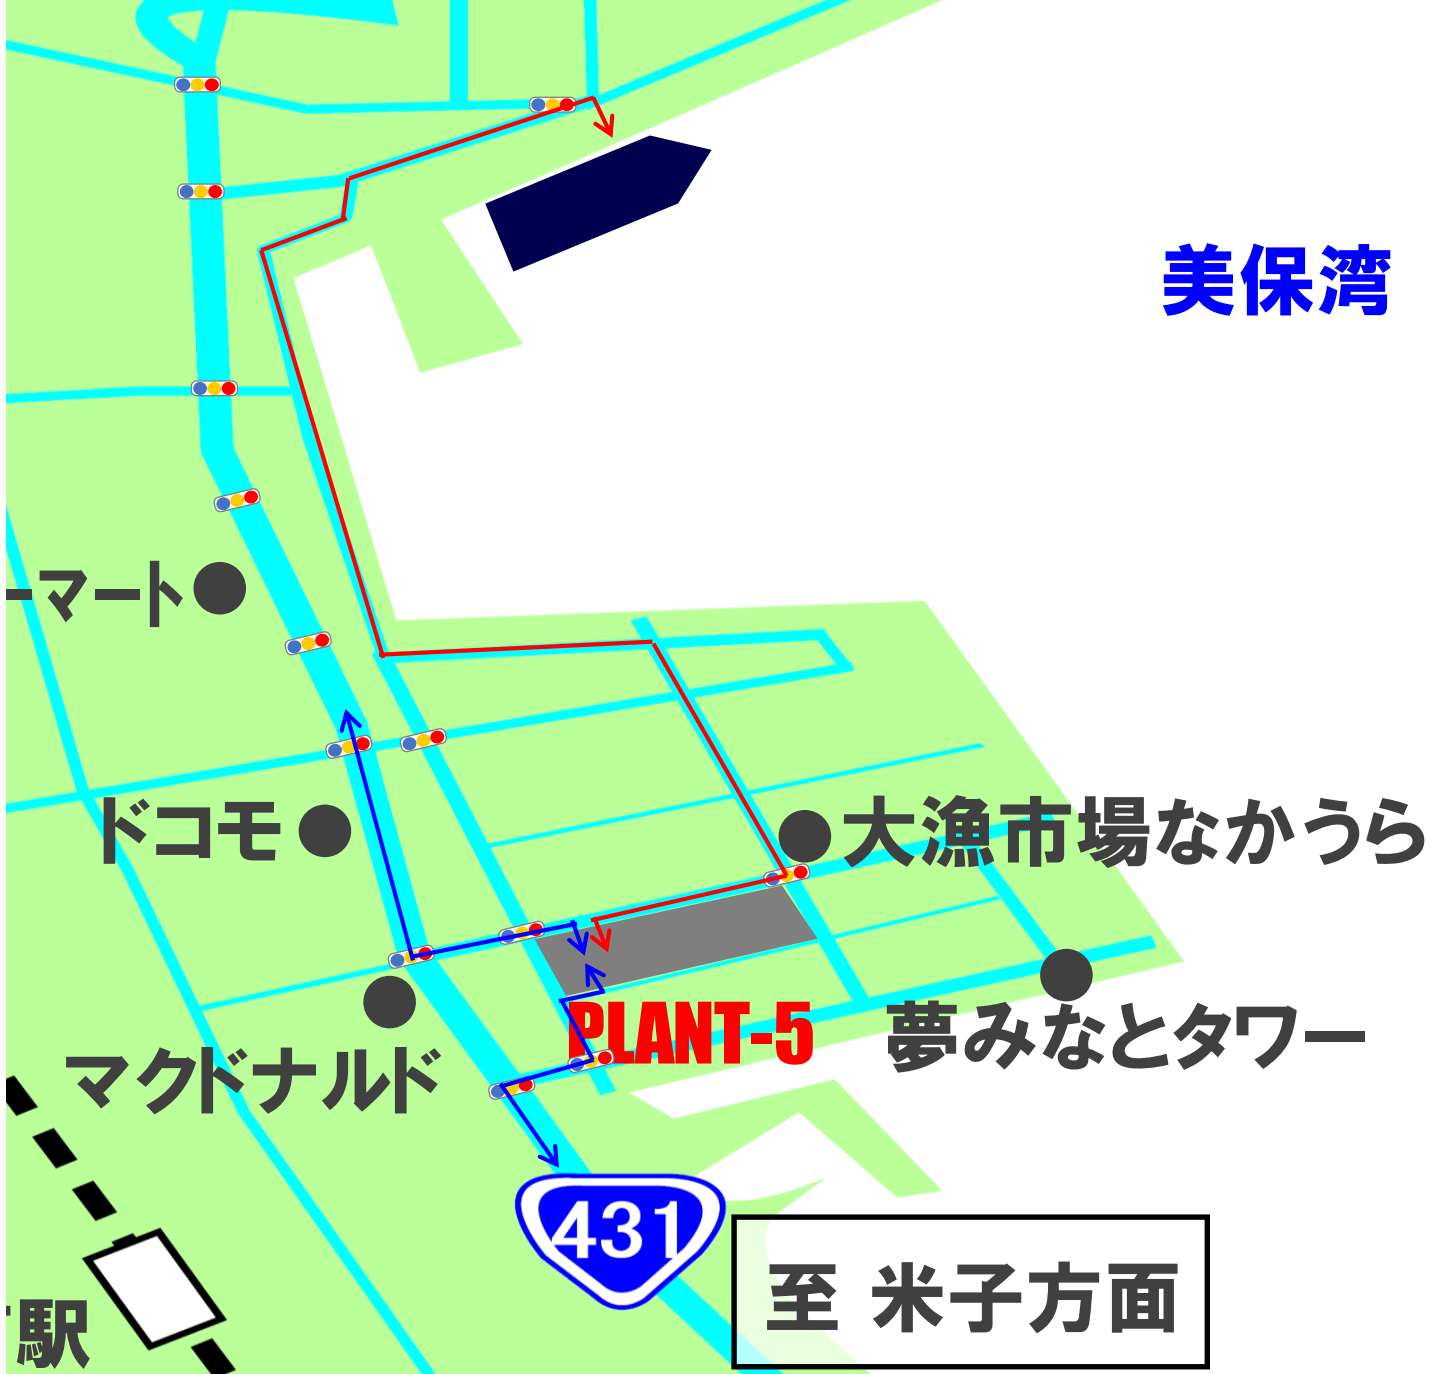 美保湾
ーマート
ドコモ
大漁市場なかうら
PLANT-5
夢みなとタワー
マクドナルド
431
至 米子方面
駅